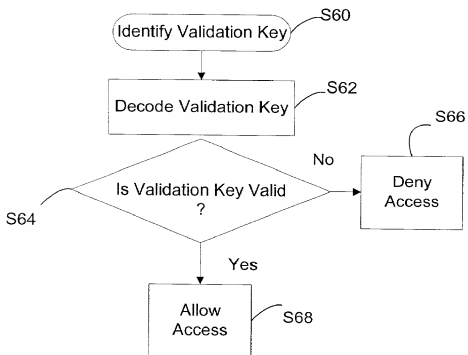 Identify Validation Key
S60
Decode Validation Key
S62
S66
No
Deny
Access
Is Validation Key Valid
?
S64
Yes
Allow
Access
S68